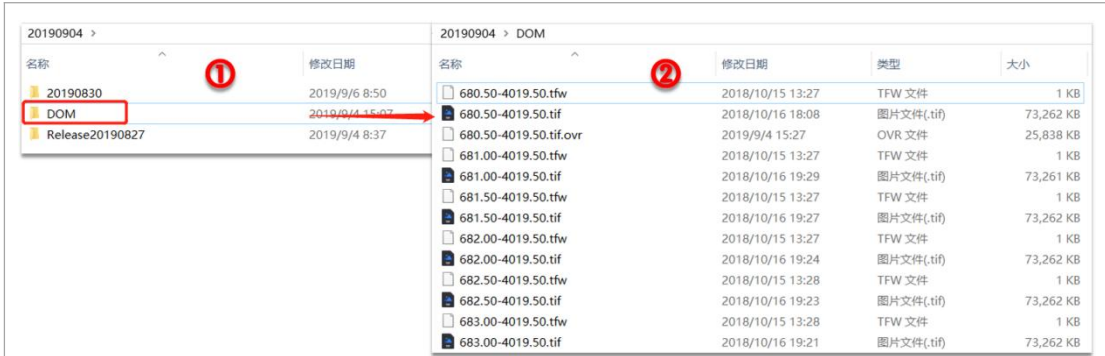 20190904 >
名称 修改日期
①
20190830 2019/9/6 8:50
DOM 2019/9/4 15:07
Release20190827 2019/9/4 8:37
20190904 > DOM
名称 修改日期 类型 大小
②
680.50-4019.50.tfw 2018/10/15 13:27 TFW 文件 1 KB
680.50-4019.50.tif 2018/10/16 18:08 图片文件(.tif) 73,262 KB
680.50-4019.50.tif.ovr 2019/9/4 15:27 OVR 文件 25,838 KB
681.00-4019.50.tfw 2018/10/15 13:27 TFW 文件 1 KB
681.00-4019.50.tif 2018/10/16 19:29 图片文件(.tif) 73,261 KB
681.50-4019.50.tfw 2018/10/15 13:27 TFW 文件 1 KB
681.50-4019.50.tif 2018/10/16 19:27 图片文件(.tif) 73,262 KB
682.00-4019.50.tfw 2018/10/15 13:27 TFW 文件 1 KB
682.00-4019.50.tif 2018/10/16 19:24 图片文件(.tif) 73,262 KB
682.50-4019.50.tfw 2018/10/15 13:28 TFW 文件 1 KB
682.50-4019.50.tif 2018/10/16 19:23 图片文件(.tif) 73,262 KB
683.00-4019.50.tfw 2018/10/15 13:28 TFW 文件 1 KB
683.00-4019.50.tif 2018/10/16 19:21 图片文件(.tif) 73,262 KB